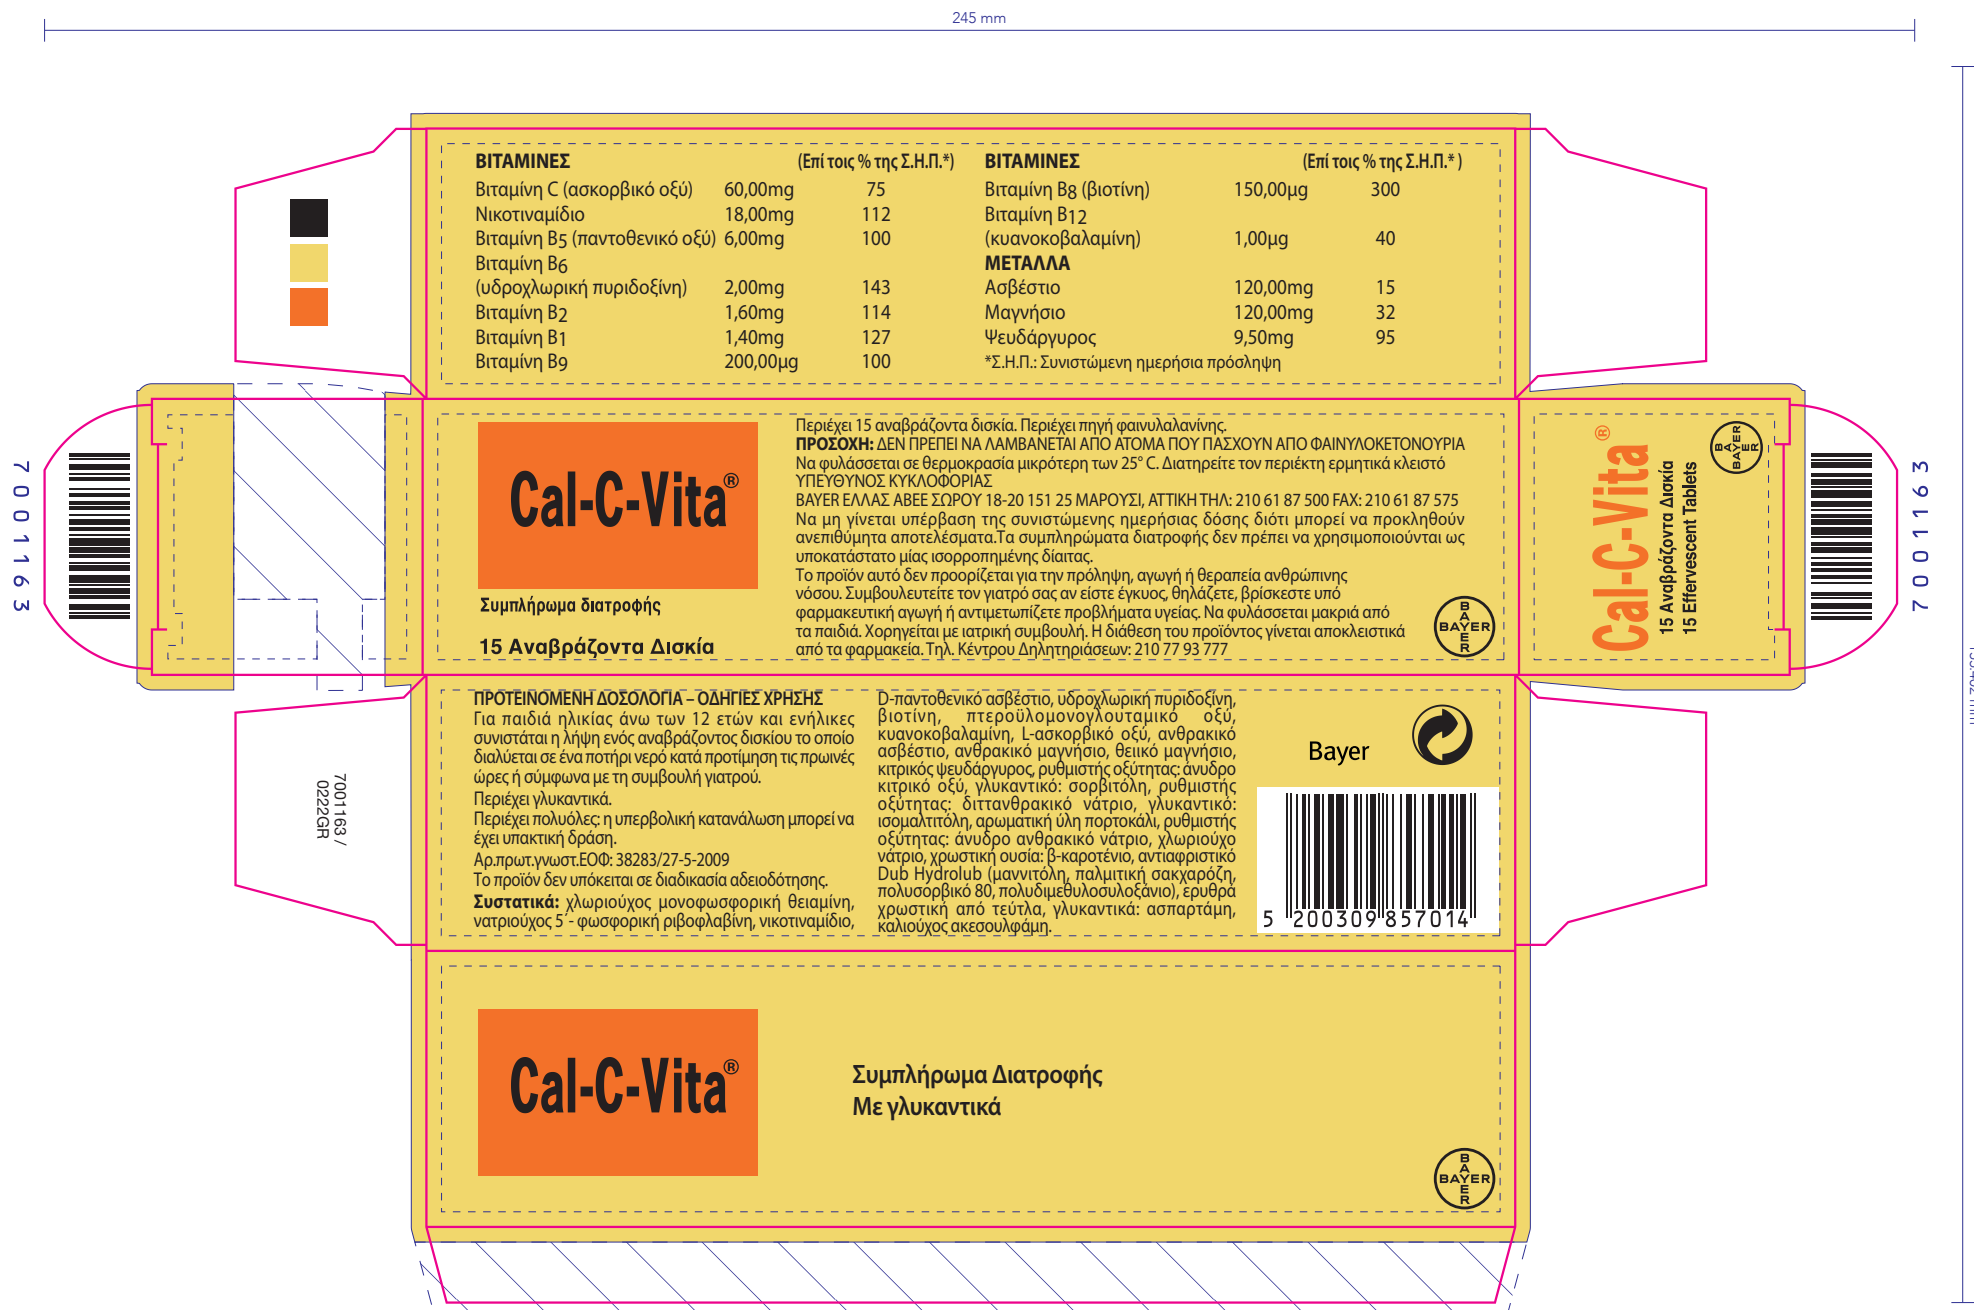 245 mm
ΒΙΤΑΜΙΝΕΣ (Επί τοις % της Σ.Η.Π.*)
Βιταμίνη C (ασκορβικό οξύ) 60,00mg 75
Νικοτιναμίδιο 18,00mg 112
Βιταμίνη B5 (παντοθενικό οξύ) 6,00mg 100
Βιταμίνη B6
(υδροχλωρική πυριδοξίνη) 2,00mg 143
Βιταμίνη B2 1,60mg 114
Βιταμίνη B1 1,40mg 127
Βιταμίνη B9 200,00μg 100
ΒΙΤΑΜΙΝΕΣ (Επί τοις % της Σ.Η.Π.* )
Βιταμίνη B8 (βιοτίνη) 150,00μg 300
Βιταμίνη B12
(κυανοκοβαλαμίνη) 1,00μg 40
ΜΕΤΑΛΛΑ
Ασβέστιο 120,00mg 15
Μαγνήσιο 120,00mg 32
Ψευδάργυρος 9,50mg 95
*Σ.Η.Π.: Συνιστώμενη ημερήσια πρόσληψη
7001163
Cal-C-Vita®
Συμπλήρωμα διατροφής
15 Αναβράζοντα Δισκία
Περιέχει 15 αναβράζοντα δισκία. Περιέχει πηγή φαινυλαλανίνης.
ΠΡΟΣΟΧΗ: ΔΕΝ ΠΡΕΠΕΙ ΝΑ ΛΑΜΒΑΝΕΤΑΙ ΑΠΟ ΑΤΟΜΑ ΠΟΥ ΠΑΣΧΟΥΝ ΑΠΟ ΦΑΙΝΥΛΟΚΕΤΟΝΟΥΡΙΑ
Να φυλάσσεται σε θερμοκρασία μικρότερη των 25° C. Διατηρείτε τον περιέκτη ερμητικά κλειστό
ΥΠΕΥΘΥΝΟΣ ΚΥΚΛΟΦΟΡΙΑΣ
BAYER ΕΛΛΑΣ ΑΒΕΕ ΣΩΡΟΥ 18-20 151 25 ΜΑΡΟΥΣΙ, ΑΤΤΙΚΗ ΤΗΛ: 210 61 87 500 FAX: 210 61 87 575
Να μη γίνεται υπέρβαση της συνιστώμενης ημερήσιας δόσης διότι μπορεί να προκληθούν
ανεπιθύμητα αποτελέσματα.Τα συμπληρώματα διατροφής δεν πρέπει να χρησιμοποιούνται ως
υποκατάστατο μίας ισορροπημένης δίαιτας.
Το προϊόν αυτό δεν προορίζεται για την πρόληψη, αγωγή ή θεραπεία ανθρώπινης
νόσου. Συμβουλευτείτε τον γιατρό σας αν είστε έγκυος, θηλάζετε, βρίσκεστε υπό
φαρμακευτική αγωγή ή αντιμετωπίζετε προβλήματα υγείας. Να φυλάσσεται μακριά από
τα παιδιά. Χορηγείται με ιατρική συμβουλή. Η διάθεση του προϊόντος γίνεται αποκλειστικά
από τα φαρμακεία. Τηλ. Κέντρου Δηλητηριάσεων: 210 77 93 777
BAYER
BAYER
Cal-C-Vita®
15 Αναβράζοντα Δισκία
15 Effervescent Tablets
BAYER
BAYER
7001163
7001163 /
0222GR
ΠΡΟΤΕΙΝΟΜΕΝΗ ΔΟΣΟΛΟΓΙΑ – ΟΔΗΓΙΕΣ ΧΡΗΣΗΣ
Για παιδιά ηλικίας άνω των 12 ετών και ενήλικες
συνιστάται η λήψη ενός αναβράζοντος δισκίου το οποίο
διαλύεται σε ένα ποτήρι νερό κατά προτίμηση τις πρωινές
ώρες ή σύμφωνα με τη συμβουλή γιατρού.
Περιέχει γλυκαντικά.
Περιέχει πολυόλες: η υπερβολική κατανάλωση μπορεί να
έχει υπακτική δράση.
Αρ.πρωτ.γνωστ.ΕΟΦ: 38283/27-5-2009
Το προϊόν δεν υπόκειται σε διαδικασία αδειοδότησης.
Συστατικά: χλωριούχος μονοφωσφορική θειαμίνη,
νατριούχος 5΄- φωσφορική ριβοφλαβίνη, νικοτιναμίδιο,
D-παντοθενικό ασβέστιο, υδροχλωρική πυριδοξίνη,
βιοτίνη, πτεροϋλομονογλουταμικό οξύ,
κυανοκοβαλαμίνη, L-ασκορβικό οξύ, ανθρακικό
ασβέστιο, ανθρακικό μαγνήσιο, θειικό μαγνήσιο,
κιτρικός ψευδάργυρος, ρυθμιστής οξύτητας: άνυδρο
κιτρικό οξύ, γλυκαντικό: σορβιτόλη, ρυθμιστής
οξύτητας: διττανθρακικό νάτριο, γλυκαντικό:
ισομαλτιτόλη, αρωματική ύλη πορτοκάλι, ρυθμιστής
οξύτητας: άνυδρο ανθρακικό νάτριο, χλωριούχο
νάτριο, χρωστική ουσία: β-καροτένιο, αντιαφριστικό
Dub Hydrolub (μαννιτόλη, παλμιτική σακχαρόζη,
πολυσορβικό 80, πολυδιμεθυλοσυλοξάνιο), ερυθρά
χρωστική από τεύτλα, γλυκαντικά: ασπαρτάμη,
καλιούχος ακεσουλφάμη.
Bayer
5 200309 857014
Cal-C-Vita®
Συμπλήρωμα Διατροφής
Με γλυκαντικά
BAYER
BAYER